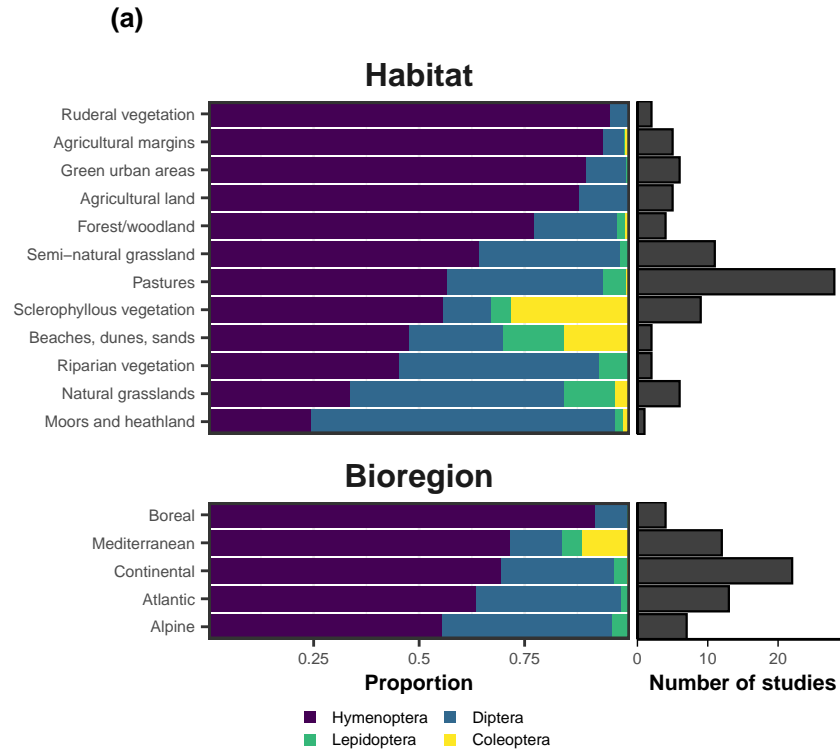 (a)
Habitat
Ruderal vegetation
Agricultural margins
Green urban areas
Agricultural land
Forest/woodland
Semi−natural grassland
Pastures
Sclerophyllous vegetation
Beaches, dunes, sands
Riparian vegetation
Natural grasslands
Moors and heathland
Bioregion
Boreal
Mediterranean
Continental
Atlantic
Alpine
0.25 0.5 0.75 0 10 20
Proportion Number of studies
Hymenoptera Diptera
Lepidoptera Coleoptera